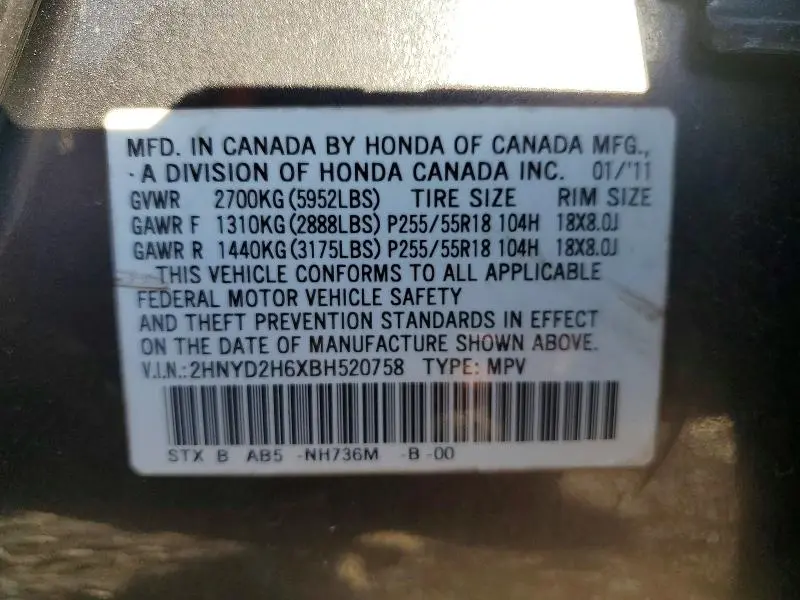 MFD. IN CANADA BY HONDA OF CANADA MFG.,
A DIVISION OF HONDA CANADA INC. 01/'11
GVWR 2700KG(5952LBS) TIRE SIZE RIM SIZE
GAWR F 1310KG(2888LBS) P255/55R18 104H 18X8.0J
GAWR R 1440KG(3175LBS) P255/55R18 104H 18X8.0J
THIS VEHICLE CONFORMS TO ALL APPLICABLE
FEDERAL MOTOR VEHICLE SAFETY
AND THEFT PREVENTION STANDARDS IN EFFECT
ON THE DATE OF MANUFACTURE SHOWN ABOVE.
V.I.N.:2HNYD2H6XBH520758 TYPE: MPV
STX B AB5 -NH736M -B -00